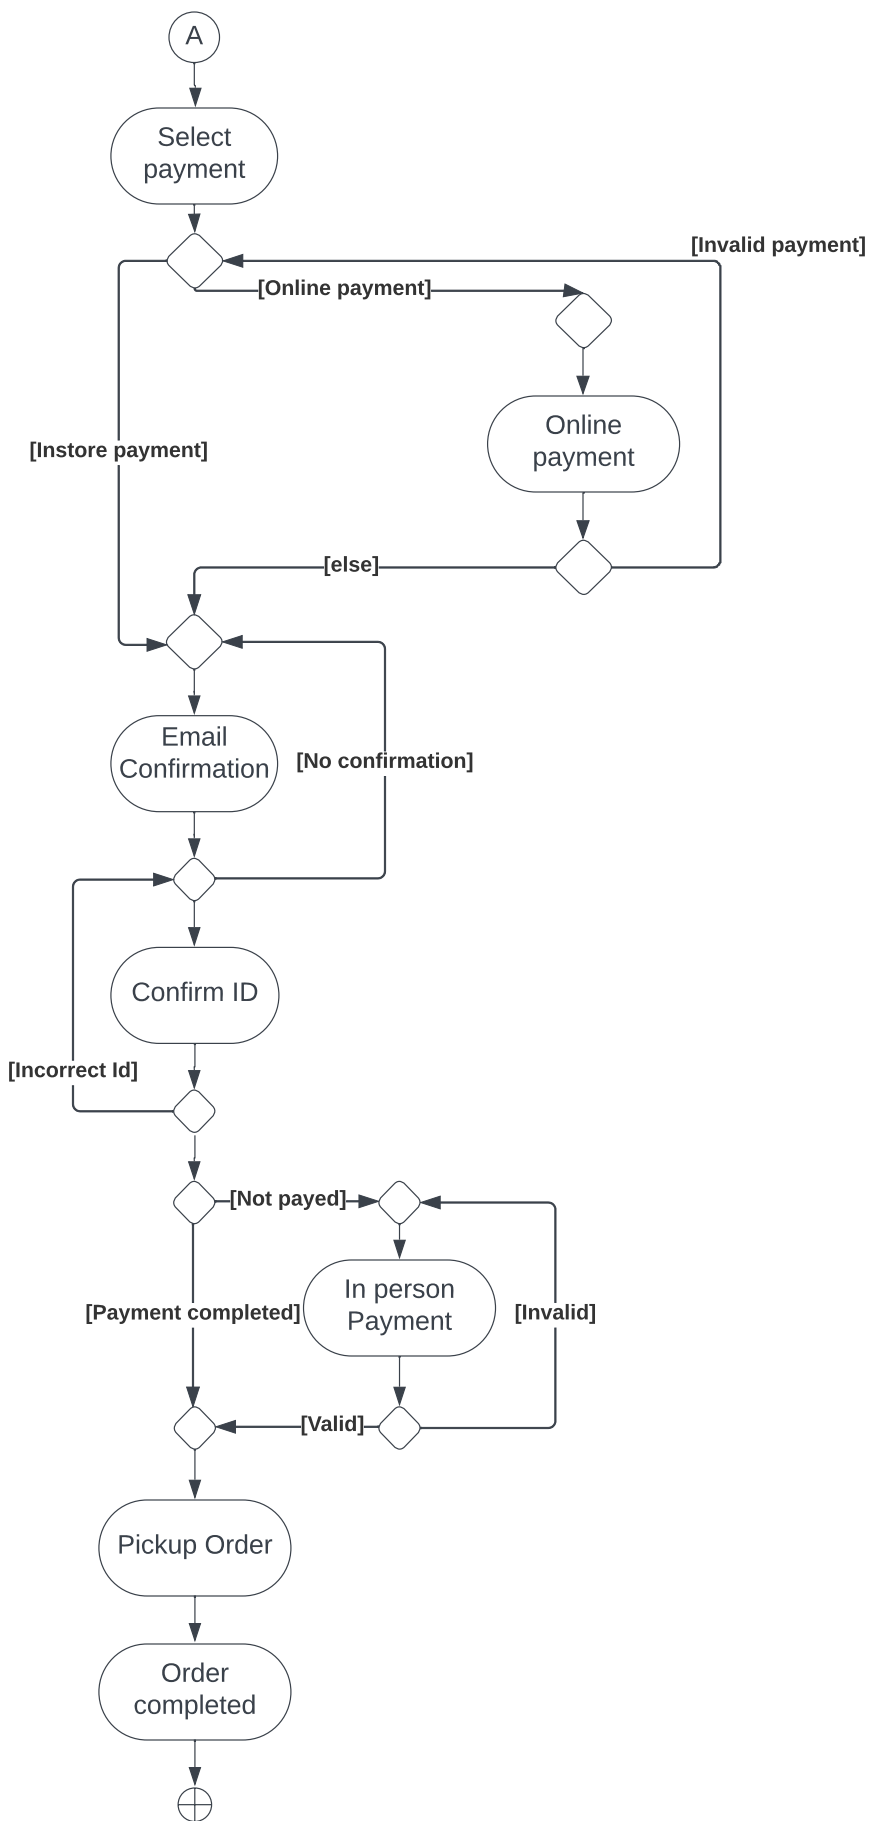 A
Select
payment
[Invalid payment]
[Online payment]
Online
payment
[Instore payment]
[else]
Email
Confirmation
[No confirmation]
Confirm ID
[Incorrect Id]
[Not payed]
In person
Payment
[Payment completed]
[Invalid]
[Valid]
Pickup Order
Order
completed